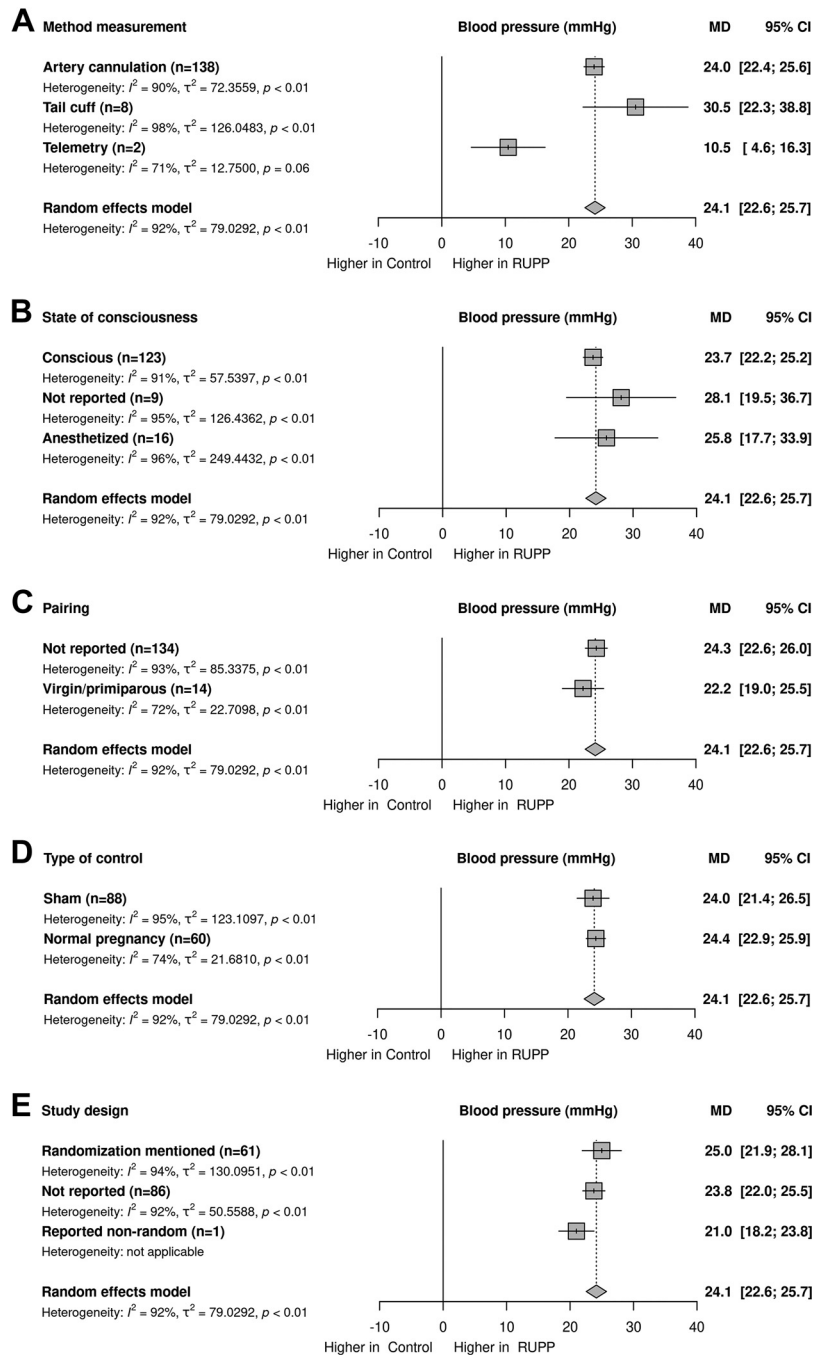 A Method measurement Blood pressure (mmHg) MD 95% CI
Artery cannulation (n=138) 24.0 [22.4; 25.6]
Heterogeneity: I² = 90%, τ² = 72.3559, p < 0.01
Tail cuff (n=8) 30.5 [22.3; 38.8]
Heterogeneity: I² = 98%, τ² = 126.0483, p < 0.01
Telemetry (n=2) 10.5 [ 4.6; 16.3]
Heterogeneity: I² = 71%, τ² = 12.7500, p = 0.06
Random effects model 24.1 [22.6; 25.7]
Heterogeneity: I² = 92%, τ² = 79.0292, p < 0.01
-10 0 10 20 30 40
Higher in Control Higher in RUPP
B State of consciousness Blood pressure (mmHg) MD 95% CI
Conscious (n=123) 23.7 [22.2; 25.2]
Heterogeneity: I² = 91%, τ² = 57.5397, p < 0.01
Not reported (n=9) 28.1 [19.5; 36.7]
Heterogeneity: I² = 95%, τ² = 126.4362, p < 0.01
Anesthetized (n=16) 25.8 [17.7; 33.9]
Heterogeneity: I² = 96%, τ² = 249.4432, p < 0.01
Random effects model 24.1 [22.6; 25.7]
Heterogeneity: I² = 92%, τ² = 79.0292, p < 0.01
-10 0 10 20 30 40
Higher in Control Higher in RUPP
C Pairing Blood pressure (mmHg) MD 95% CI
Not reported (n=134) 24.3 [22.6; 26.0]
Heterogeneity: I² = 93%, τ² = 85.3375, p < 0.01
Virgin/primiparous (n=14) 22.2 [19.0; 25.5]
Heterogeneity: I² = 72%, τ² = 22.7098, p < 0.01
Random effects model 24.1 [22.6; 25.7]
Heterogeneity: I² = 92%, τ² = 79.0292, p < 0.01
-10 0 10 20 30 40
Higher in Control Higher in RUPP
D Type of control Blood pressure (mmHg) MD 95% CI
Sham (n=88) 24.0 [21.4; 26.5]
Heterogeneity: I² = 95%, τ² = 123.1097, p < 0.01
Normal pregnancy (n=60) 24.4 [22.9; 25.9]
Heterogeneity: I² = 74%, τ² = 21.6810, p < 0.01
Random effects model 24.1 [22.6; 25.7]
Heterogeneity: I² = 92%, τ² = 79.0292, p < 0.01
-10 0 10 20 30 40
Higher in Control Higher in RUPP
E Study design Blood pressure (mmHg) MD 95% CI
Randomization mentioned (n=61) 25.0 [21.9; 28.1]
Heterogeneity: I² = 94%, τ² = 130.0951, p < 0.01
Not reported (n=86) 23.8 [22.0; 25.5]
Heterogeneity: I² = 92%, τ² = 50.5588, p < 0.01
Reported non-random (n=1) 21.0 [18.2; 23.8]
Heterogeneity: not applicable
Random effects model 24.1 [22.6; 25.7]
Heterogeneity: I² = 92%, τ² = 79.0292, p < 0.01
-10 0 10 20 30 40
Higher in Control Higher in RUPP